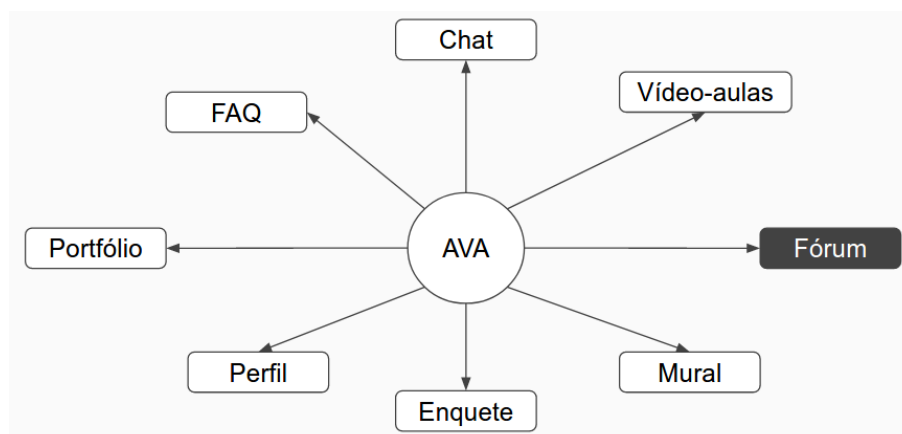 Chat
Vídeo-aulas
FAQ
Portfólio
AVA
Fórum
Perfil
Mural
Enquete